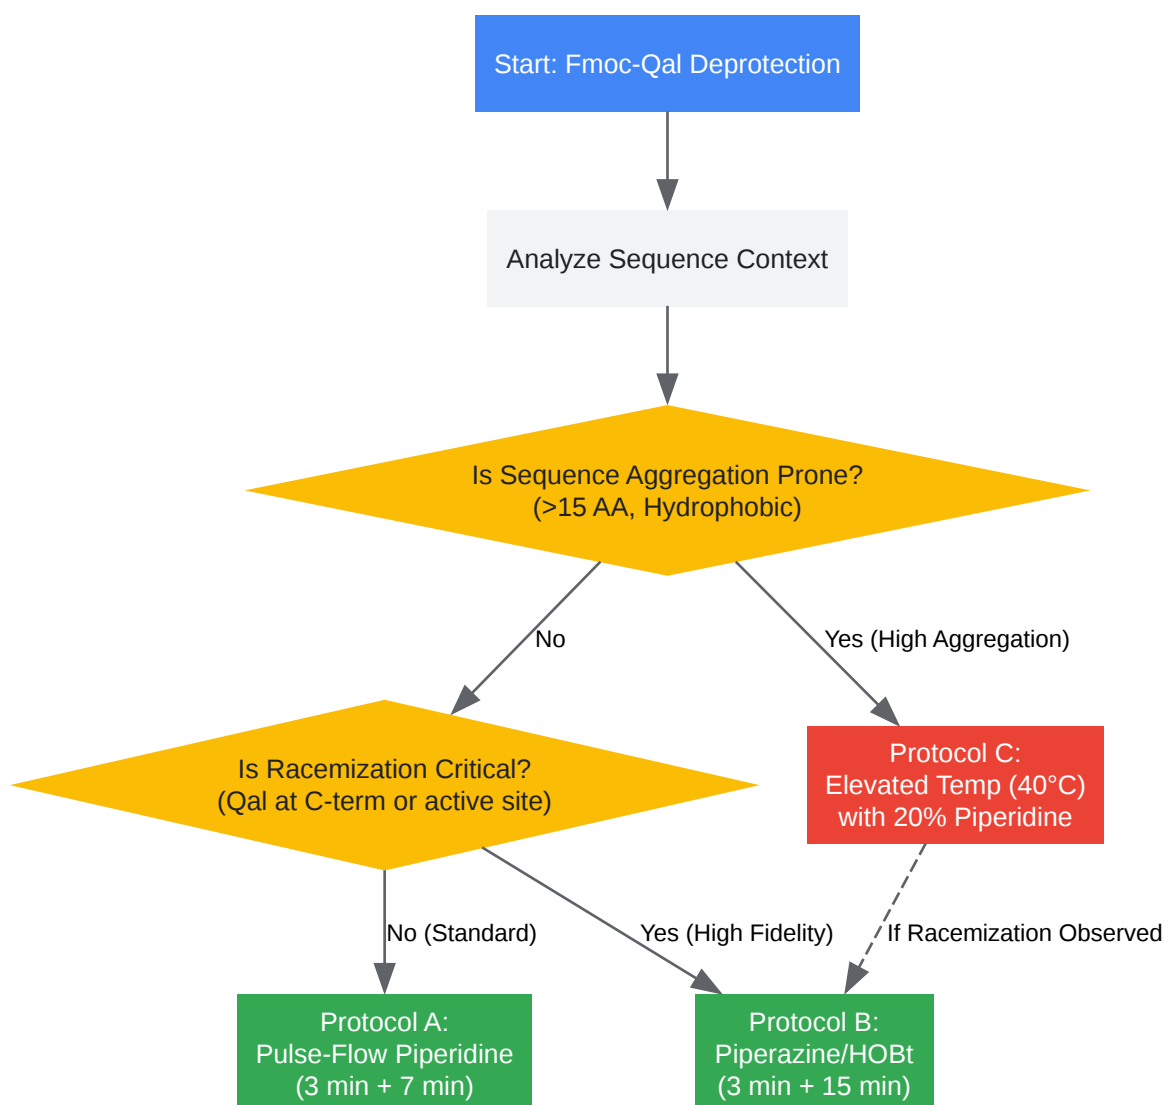 Start: Fmoc-Qal Deprotection
Analyze Sequence Context
Is Sequence Aggregation Prone?
(>15 AA, Hydrophobic)
No
Yes (High Aggregation)
Is Racemization Critical?
(Qal at C-term or active site)
Protocol C:
Elevated Temp (40°C)
with 20% Piperidine
No (Standard)
Yes (High Fidelity)
If Racemization Observed
Protocol A:
Pulse-Flow Piperidine
(3 min + 7 min)
Protocol B:
Piperazine/HOBt
(3 min + 15 min)